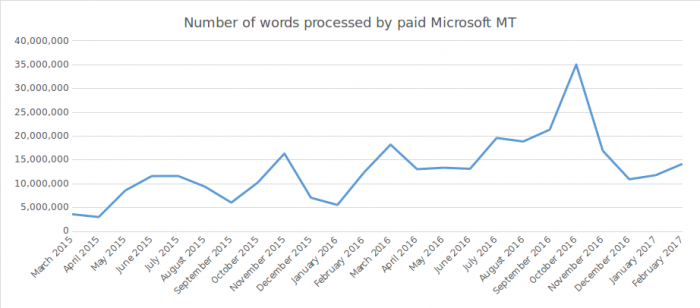 Number of words processed by paid Microsoft MT
40,000,000
35,000,000
30,000,000
25,000,000
20,000,000
15,000,000
10,000,000
5,000,000
0
March 2015
April 2015
May 2015
June 2015
July 2015
August 2015
September 2015
October 2015
November 2015
December 2015
January 2016
February 2016
March 2016
April 2016
May 2016
June 2016
July 2016
August 2016
September 2016
October 2016
November 2016
December 2016
January 2017
February 2017